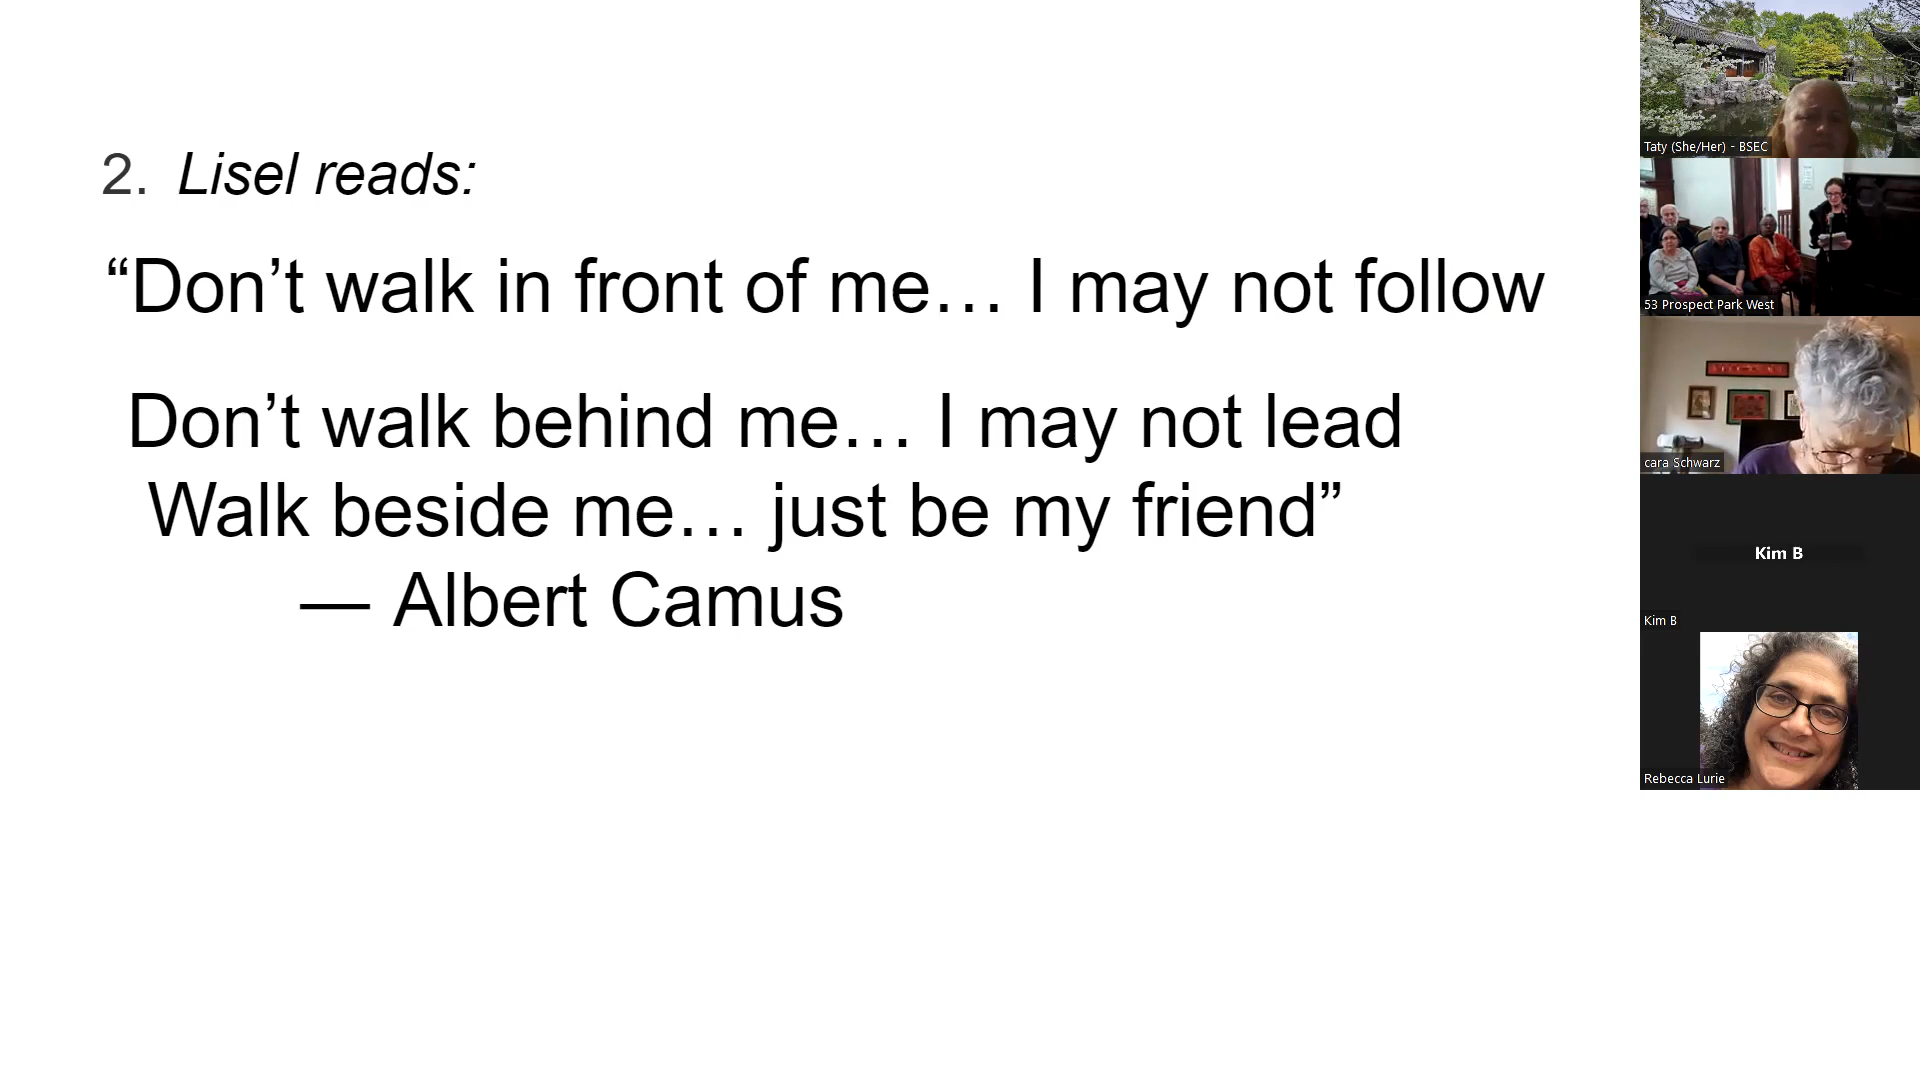 2. Lisel reads:
“Don’t walk in front of me… I may not follow
Don’t walk behind me… I may not lead
Walk beside me… just be my friend”
— Albert Camus
Taty (She/Her) - BSEC
53 Prospect Park West
cara Schwarz
Kim B
Kim B
Rebecca Lurie